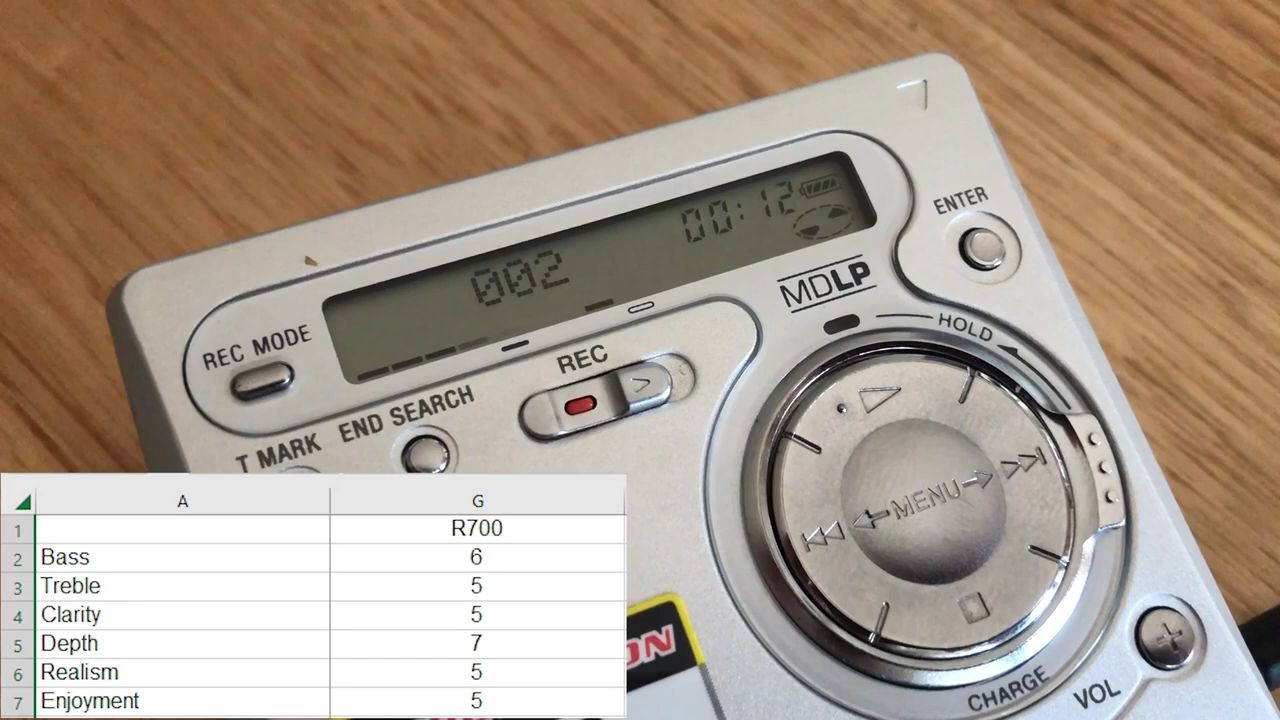 ENTER
00:12
002
MDLP
HOLD
REC MODE
REC
END SEARCH
T MARK
MENU
CHARGE
VOL +
A G
1 R700
2 Bass 6
3 Treble 5
4 Clarity 5
5 Depth 7
6 Realism 5
7 Enjoyment 5